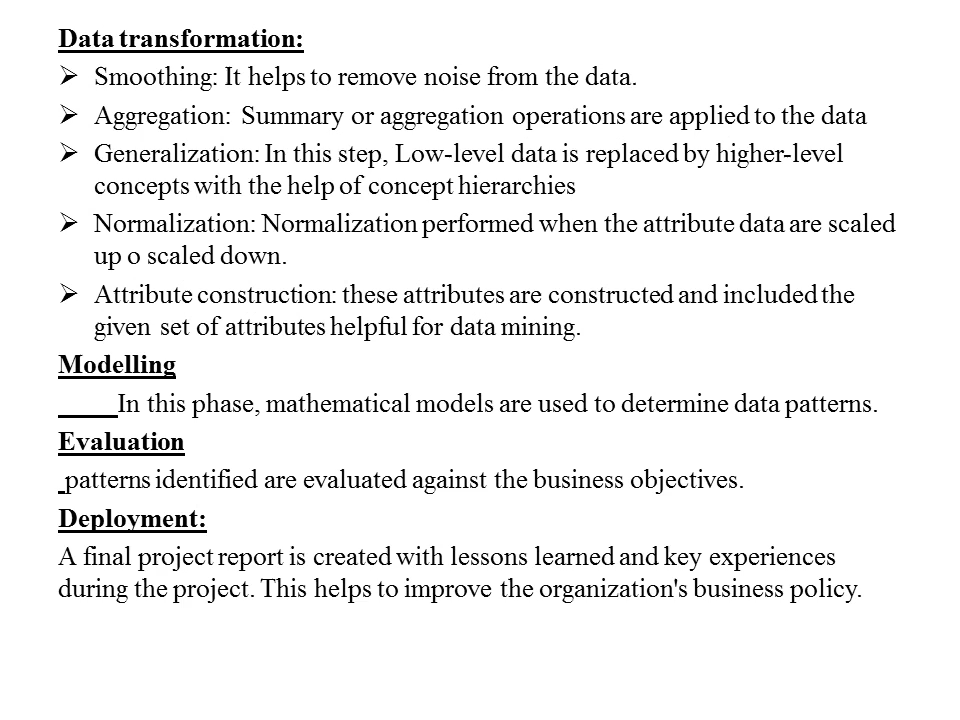 Data transformation:
➢ Smoothing: It helps to remove noise from the data.
➢ Aggregation: Summary or aggregation operations are applied to the data
➢ Generalization: In this step, Low-level data is replaced by higher-level
concepts with the help of concept hierarchies
➢ Normalization: Normalization performed when the attribute data are scaled
up o scaled down.
➢ Attribute construction: these attributes are constructed and included the
given set of attributes helpful for data mining.
Modelling
In this phase, mathematical models are used to determine data patterns.
Evaluation
patterns identified are evaluated against the business objectives.
Deployment:
A final project report is created with lessons learned and key experiences
during the project. This helps to improve the organization's business policy.